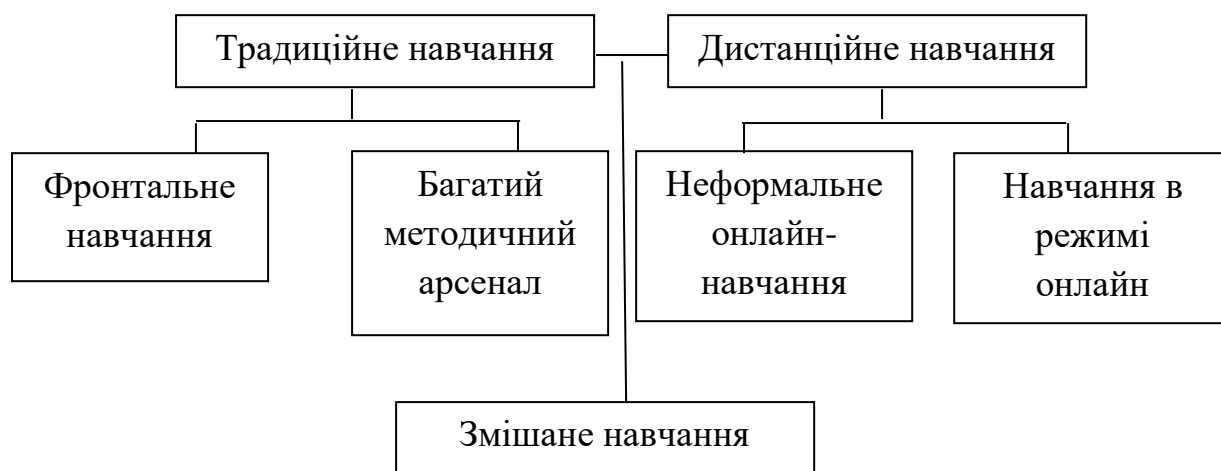 Традиційне навчання
Дистанційне навчання
Фронтальне
навчання
Багатий
методичний
арсенал
Неформальне
онлайн-
навчання
Навчання в
режимі
онлайн
Змішане навчання